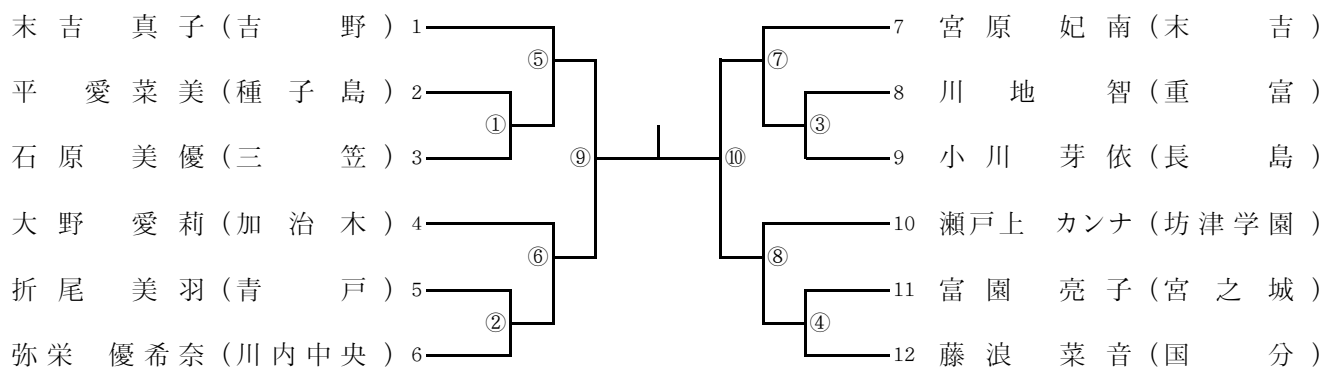 末吉 真子(吉野) 1
平 愛菜美(種子島) 2
石原 美優(三笠) 3
大野 愛莉(加治木) 4
折尾 美羽(青戸) 5
弥栄 優希奈(川内中央) 6
⑤
①
⑨
⑥
②
⑦
③
⑩
⑧
④
7 宮原 妃南(末吉)
8 川地 智(重富)
9 小川 芽依(長島)
10 瀬戸上 カンナ(坊津学園)
11 富園 亮子(宮之城)
12 藤浪 菜音(国分)